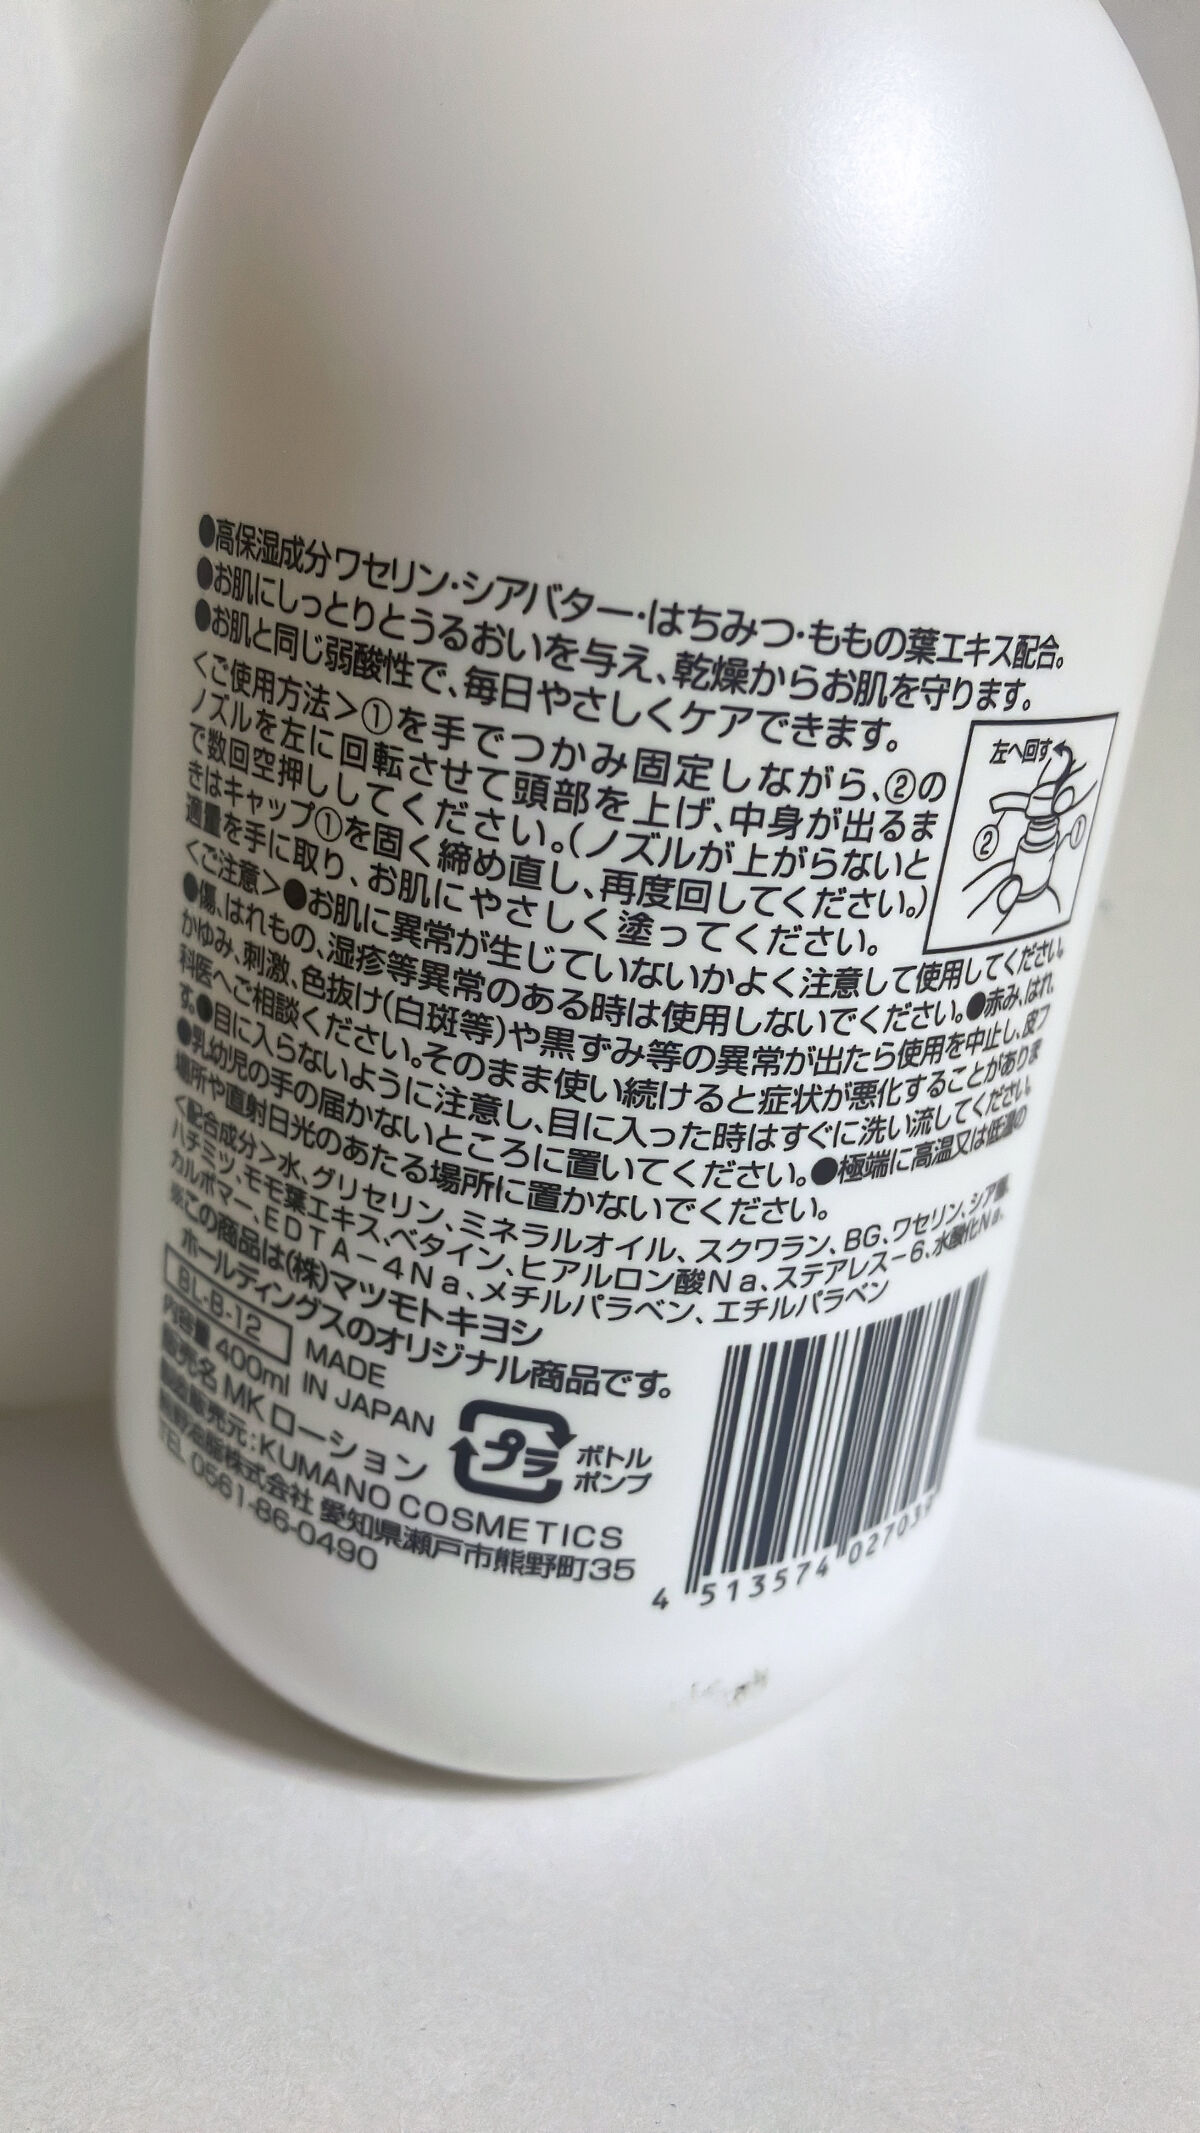 ●高保湿成分ワセリン・シアバター・はちみつ・ももの葉エキス配合。
●お肌にしっとりとうるおいを与え、乾燥からお肌を守ります。
●お肌と同じ弱酸性で、毎日やさしくケアできます。
<ご使用方法>①を手でつかみ固定しながら、②の
ノズルを左に回転させて頭部を上げ、中身が出るま
で数回空押ししてください。(ノズルが上がらないと
きはキャップ①を固く締め直し、再度回してください。)
適量を手に取り、お肌にやさしく塗ってください。
左へ回す
②
①
<ご注意>●お肌に異常が生じていないかよく注意して使用してください。
●傷、はれもの、湿疹等異常のある時は使用しないでください。●赤み、はれ、
かゆみ、刺激、色抜け(白斑等)や黒ずみ等の異常が出たら使用を中止し、皮フ
科医へご相談ください。そのまま使い続けると症状が悪化することがありま
す。●目に入らないように注意し、目に入った時はすぐに洗い流してください。
●乳幼児の手の届かないところに置いてください。●極端に高温又は低温の
場所や直射日光のあたる場所に置かないでください。
<配合成分>水、グリセリン、ミネラルオイル、スクワラン、BG、ワセリン、シア脂、
ハチミツ、モモ葉エキス、ベタイン、ヒアルロン酸Na、ステアレス-6、水酸化Na、
カルボマー、EDTA-4Na、メチルパラベン、エチルパラベン
※この商品は(株)マツモトキヨシ
ホールディングスのオリジナル商品です。
BL-B-12
MADE
IN JAPAN
内容量 400ml
販売名 MKローション
製造販売元:KUMANO COSMETICS
熊野油脂株式会社 愛知県瀬戸市熊野町35
TEL 0561-86-0490
プラ
ボトル
ポンプ
4 513574 02703